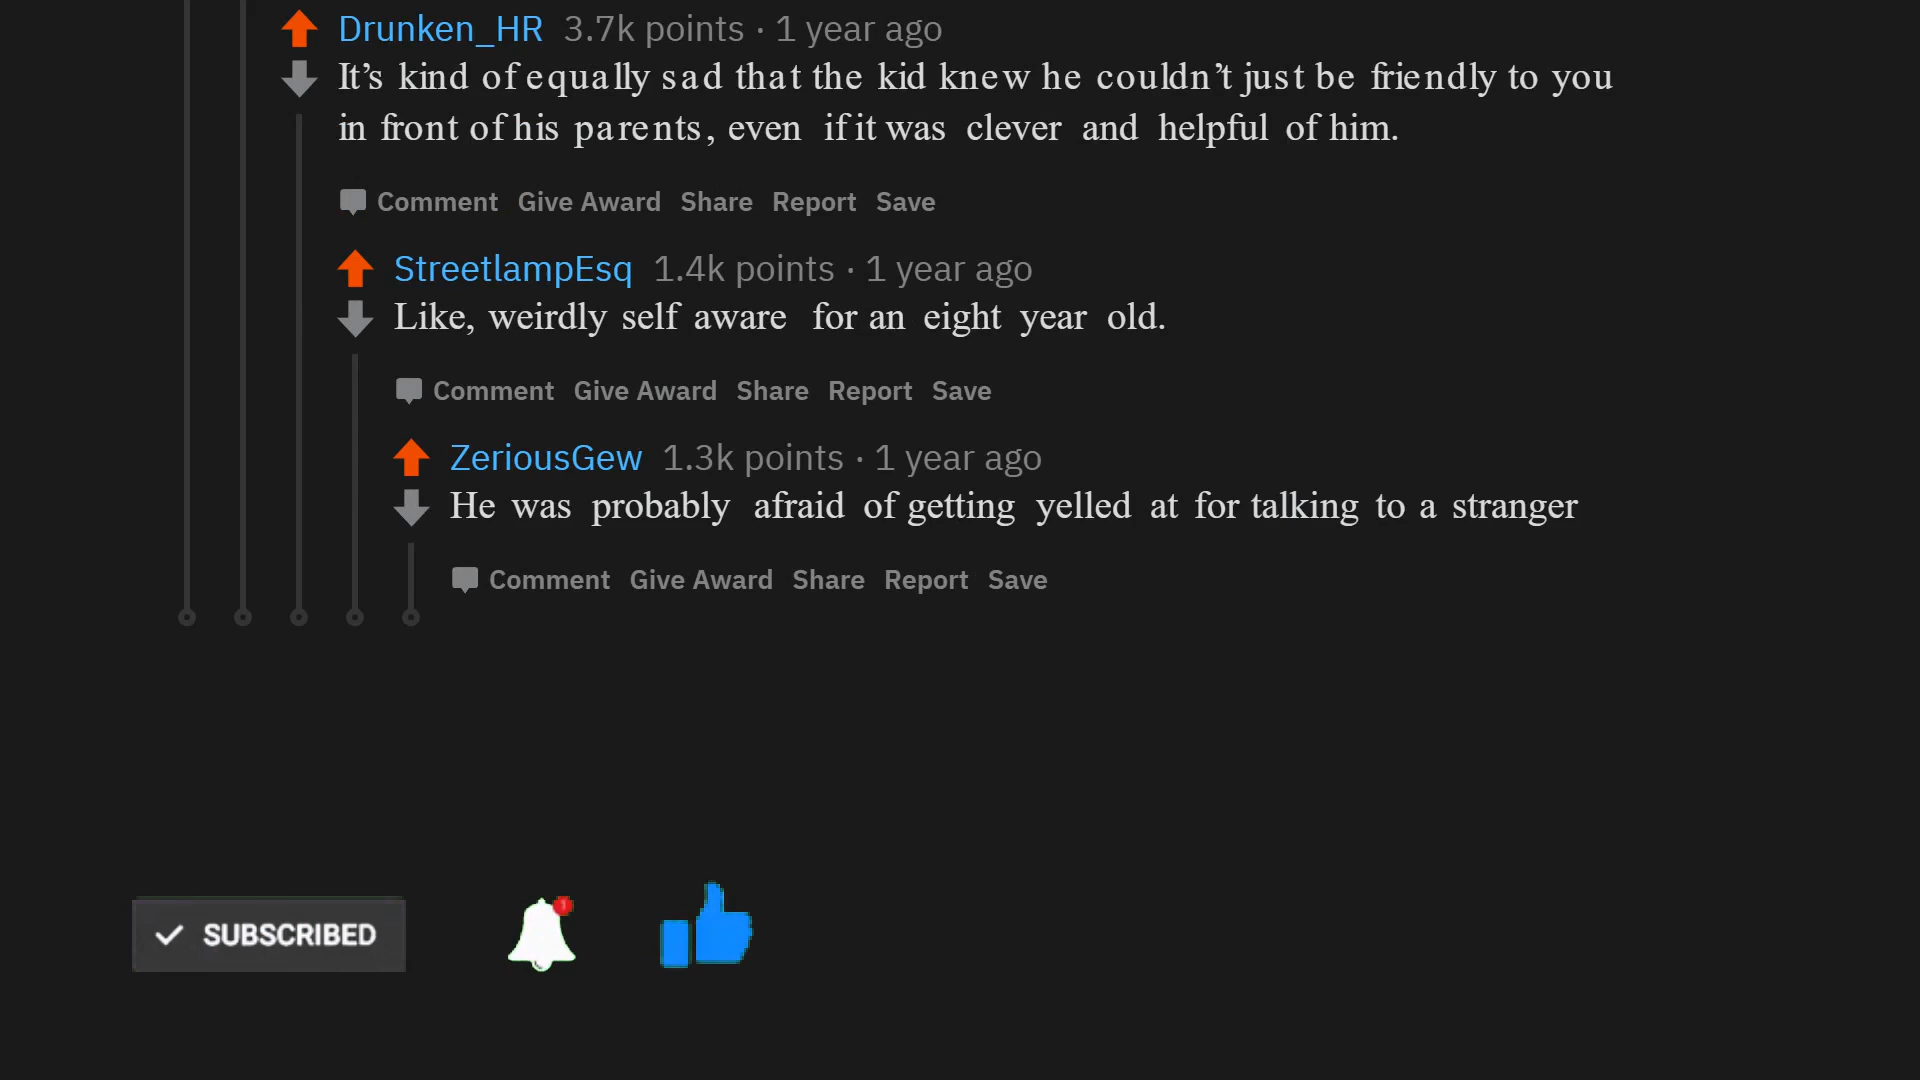 Drunken_HR 3.7k points · 1 year ago
It’s kind of equally sad that the kid knew he couldn’t just be friendly to you
in front of his parents, even if it was clever and helpful of him.
Comment Give Award Share Report Save
StreetlampEsq 1.4k points · 1 year ago
Like, weirdly self aware for an eight year old.
Comment Give Award Share Report Save
ZeriousGew 1.3k points · 1 year ago
He was probably afraid of getting yelled at for talking to a stranger
Comment Give Award Share Report Save
SUBSCRIBED
1